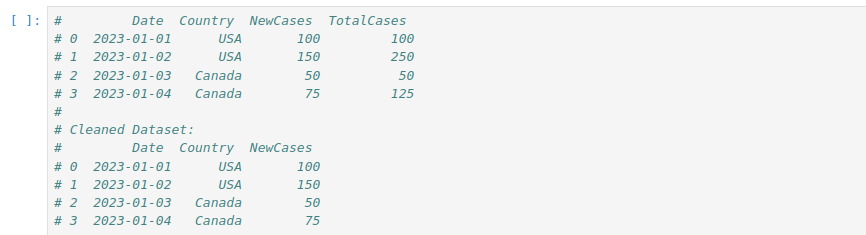 [ ]: #         Date  Country  NewCases  TotalCases
# 0  2023-01-01      USA       100         100
# 1  2023-01-02      USA       150         250
# 2  2023-01-03   Canada        50          50
# 3  2023-01-04   Canada        75         125
#
# Cleaned Dataset:
#         Date  Country  NewCases
# 0  2023-01-01      USA       100
# 1  2023-01-02      USA       150
# 2  2023-01-03   Canada        50
# 3  2023-01-04   Canada        75